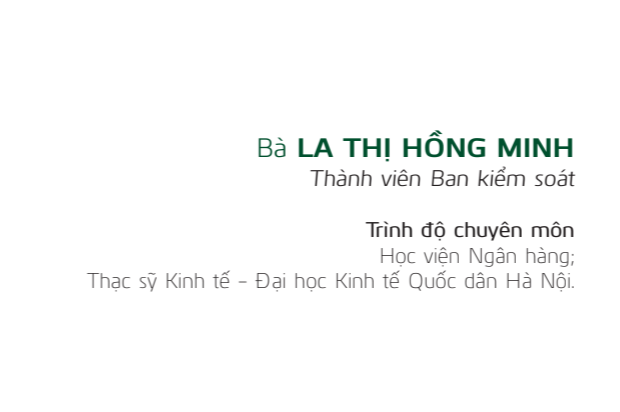 Bà LA THỊ HỒNG MINH
Thành viên Ban kiểm soát
Trình độ chuyên môn
Học viện Ngân hàng;
Thạc sỹ Kinh tế – Đại học Kinh tế Quốc dân Hà Nội.